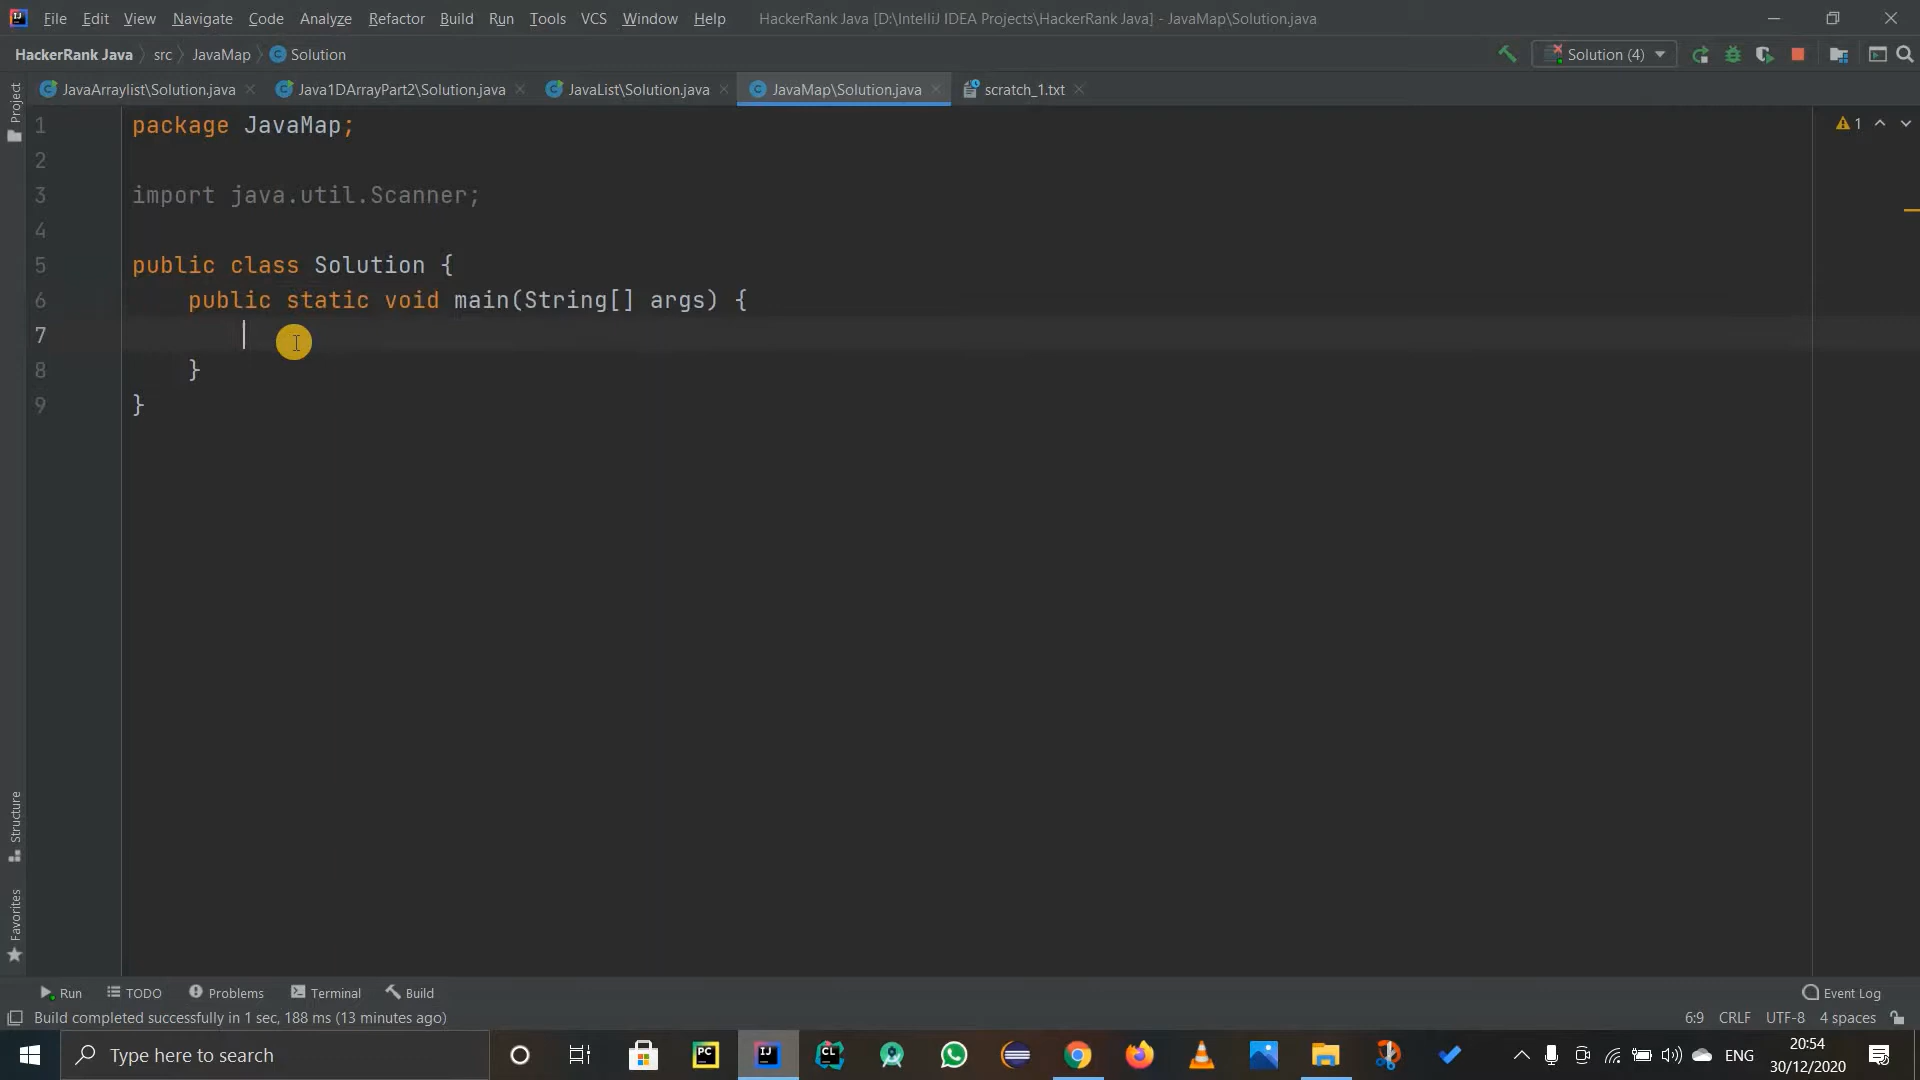 File Edit View Navigate Code Analyze Refactor Build Run Tools VCS Window Help HackerRank Java [D:\IntelliJ IDEA Projects\HackerRank Java] - JavaMap\Solution.java
HackerRank Java src JavaMap Solution Solution (4)
JavaArraylist\Solution.java Java1DArrayPart2\Solution.java JavaList\Solution.java JavaMap\Solution.java scratch_1.txt
Project
1 package JavaMap; 1
2
3 import java.util.Scanner;
4
5 public class Solution {
6 public static void main(String[] args) {
7
8 }
9 }
Structure
Favorites
Run TODO Problems Terminal Build Event Log
Build completed successfully in 1 sec, 188 ms (13 minutes ago) 6:9 CRLF UTF-8 4 spaces
Type here to search PC IJ CL ENG 20:54
30/12/2020